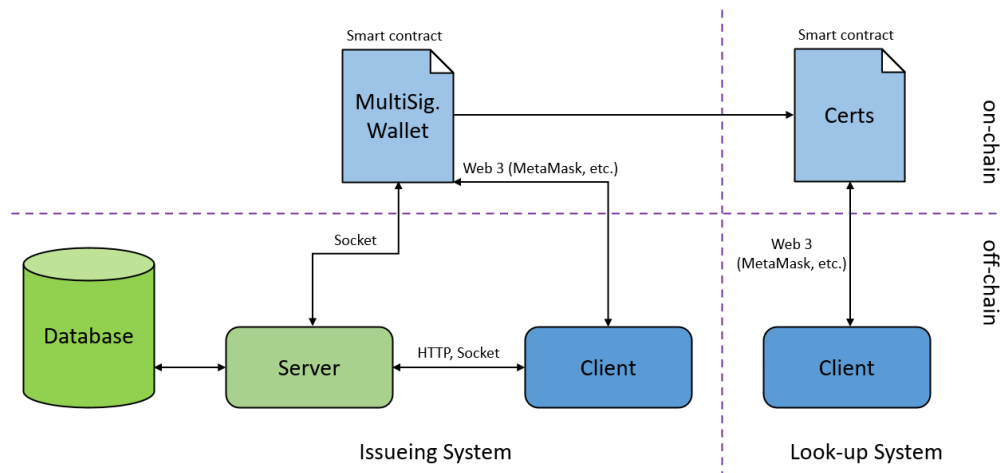 Smart contract
MultiSig.
Wallet
Smart contract
Certs
on-chain
Web 3 (MetaMask, etc.)
Socket
Web 3
(MetaMask, etc.)
off-chain
Database
Server
HTTP, Socket
Client
Client
Issueing System
Look-up System